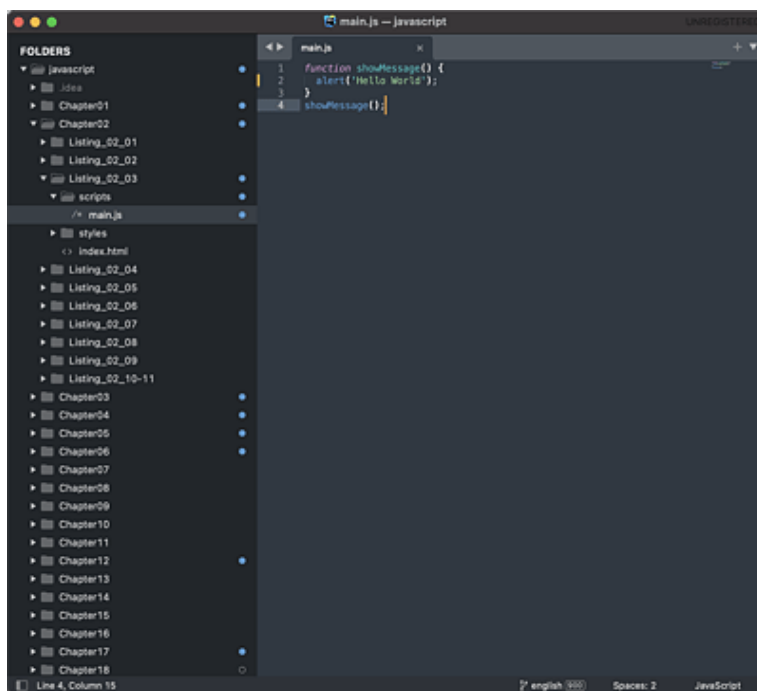 main.js — javascript
UNREGISTERED
FOLDERS
javascript
.idea
Chapter01
Chapter02
Listing_02_01
Listing_02_02
Listing_02_03
scripts
/* main.js
styles
<> index.html
Listing_02_04
Listing_02_05
Listing_02_06
Listing_02_07
Listing_02_08
Listing_02_09
Listing_02_10-11
Chapter03
Chapter04
Chapter05
Chapter06
Chapter07
Chapter08
Chapter09
Chapter10
Chapter11
Chapter12
Chapter13
Chapter14
Chapter15
Chapter16
Chapter17
Chapter18
main.js ×
1 function showMessage() {
2 alert('Hello World');
3 }
4 showMessage();
Line 4, Column 15
english
Spaces: 2
JavaScript